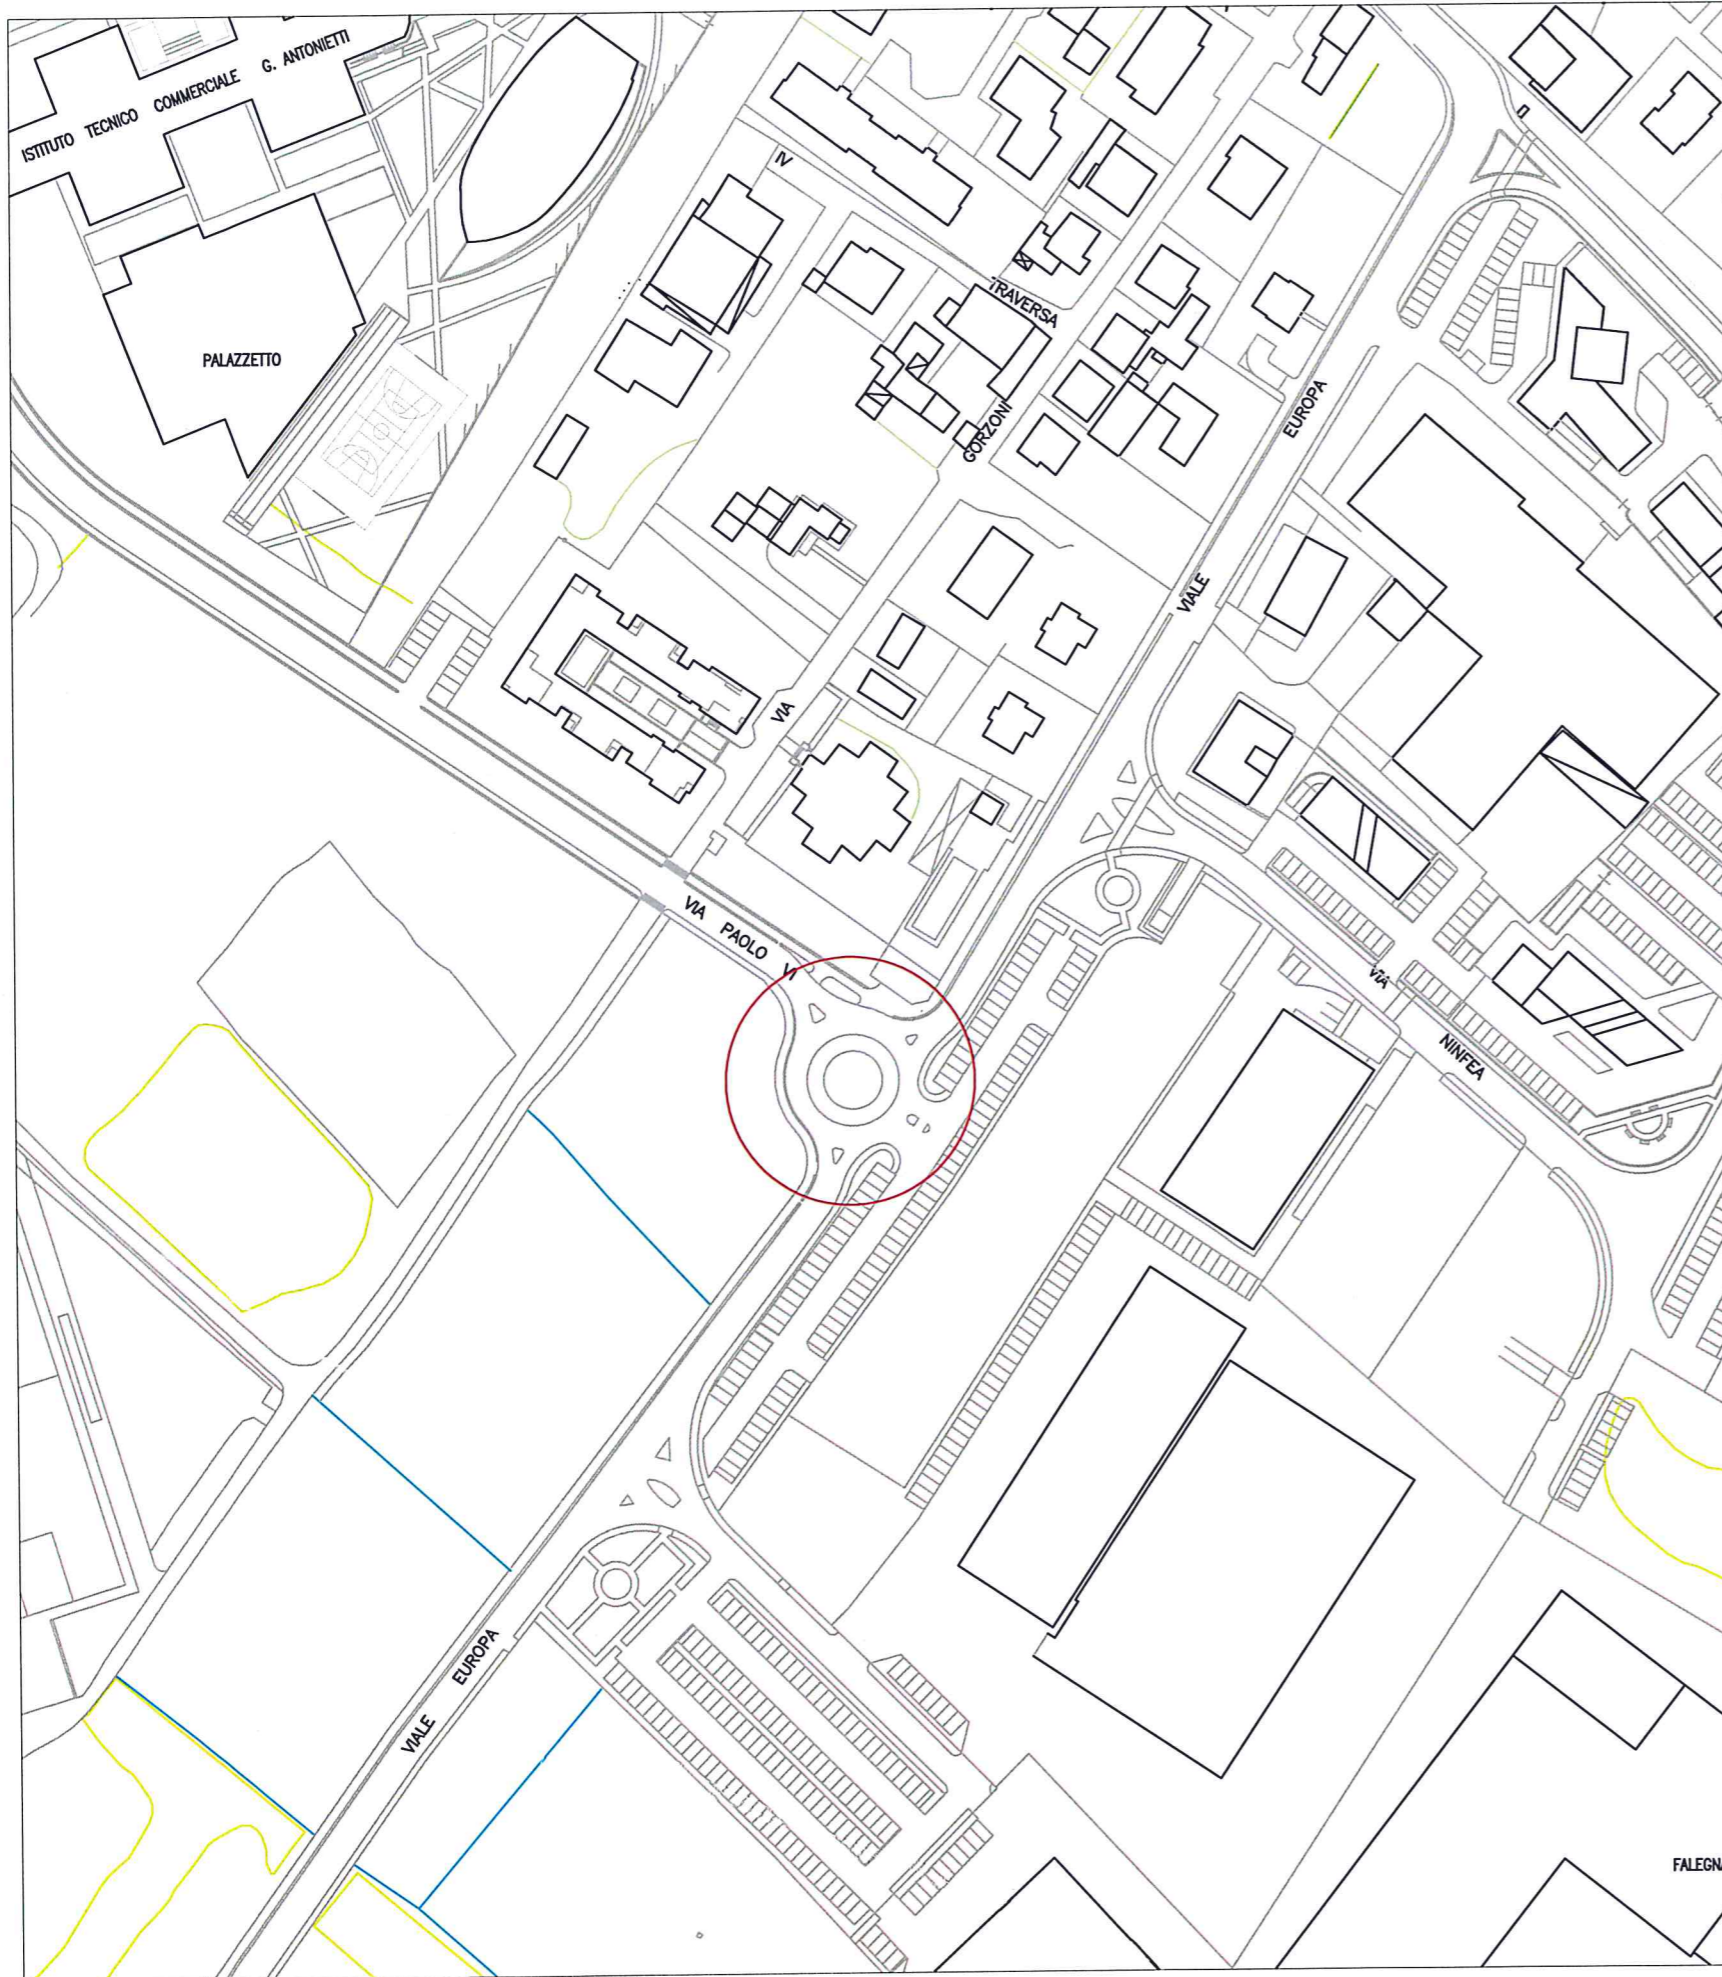 ISTITUTO TECNICO COMMERCIALE G. ANTONIETTI
IV
TRAVERSA
PALAZZETTO
EUROPA
GORZONI
VIALE
VIA
VIA PAOLO VI
VIA
NINFEA
EUROPA
VIALE
FALEGNA